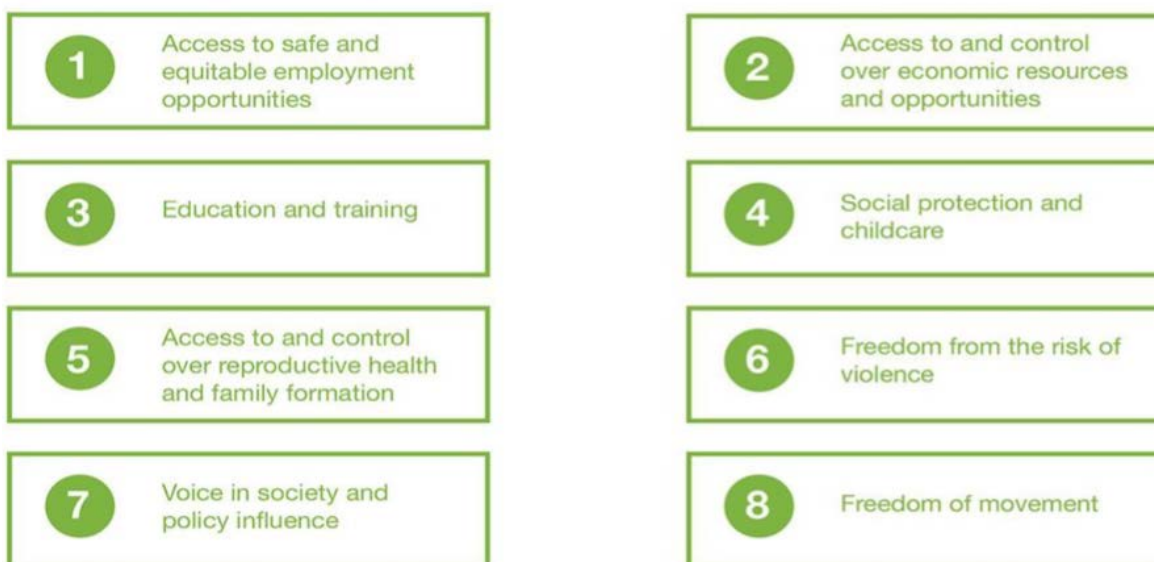 1
Access to safe and
equitable employment
opportunities
2
Access to and control
over economic resources
and opportunities
3
Education and training
4
Social protection and
childcare
5
Access to and control
over reproductive health
and family formation
6
Freedom from the risk of
violence
7
Voice in society and
policy influence
8
Freedom of movement